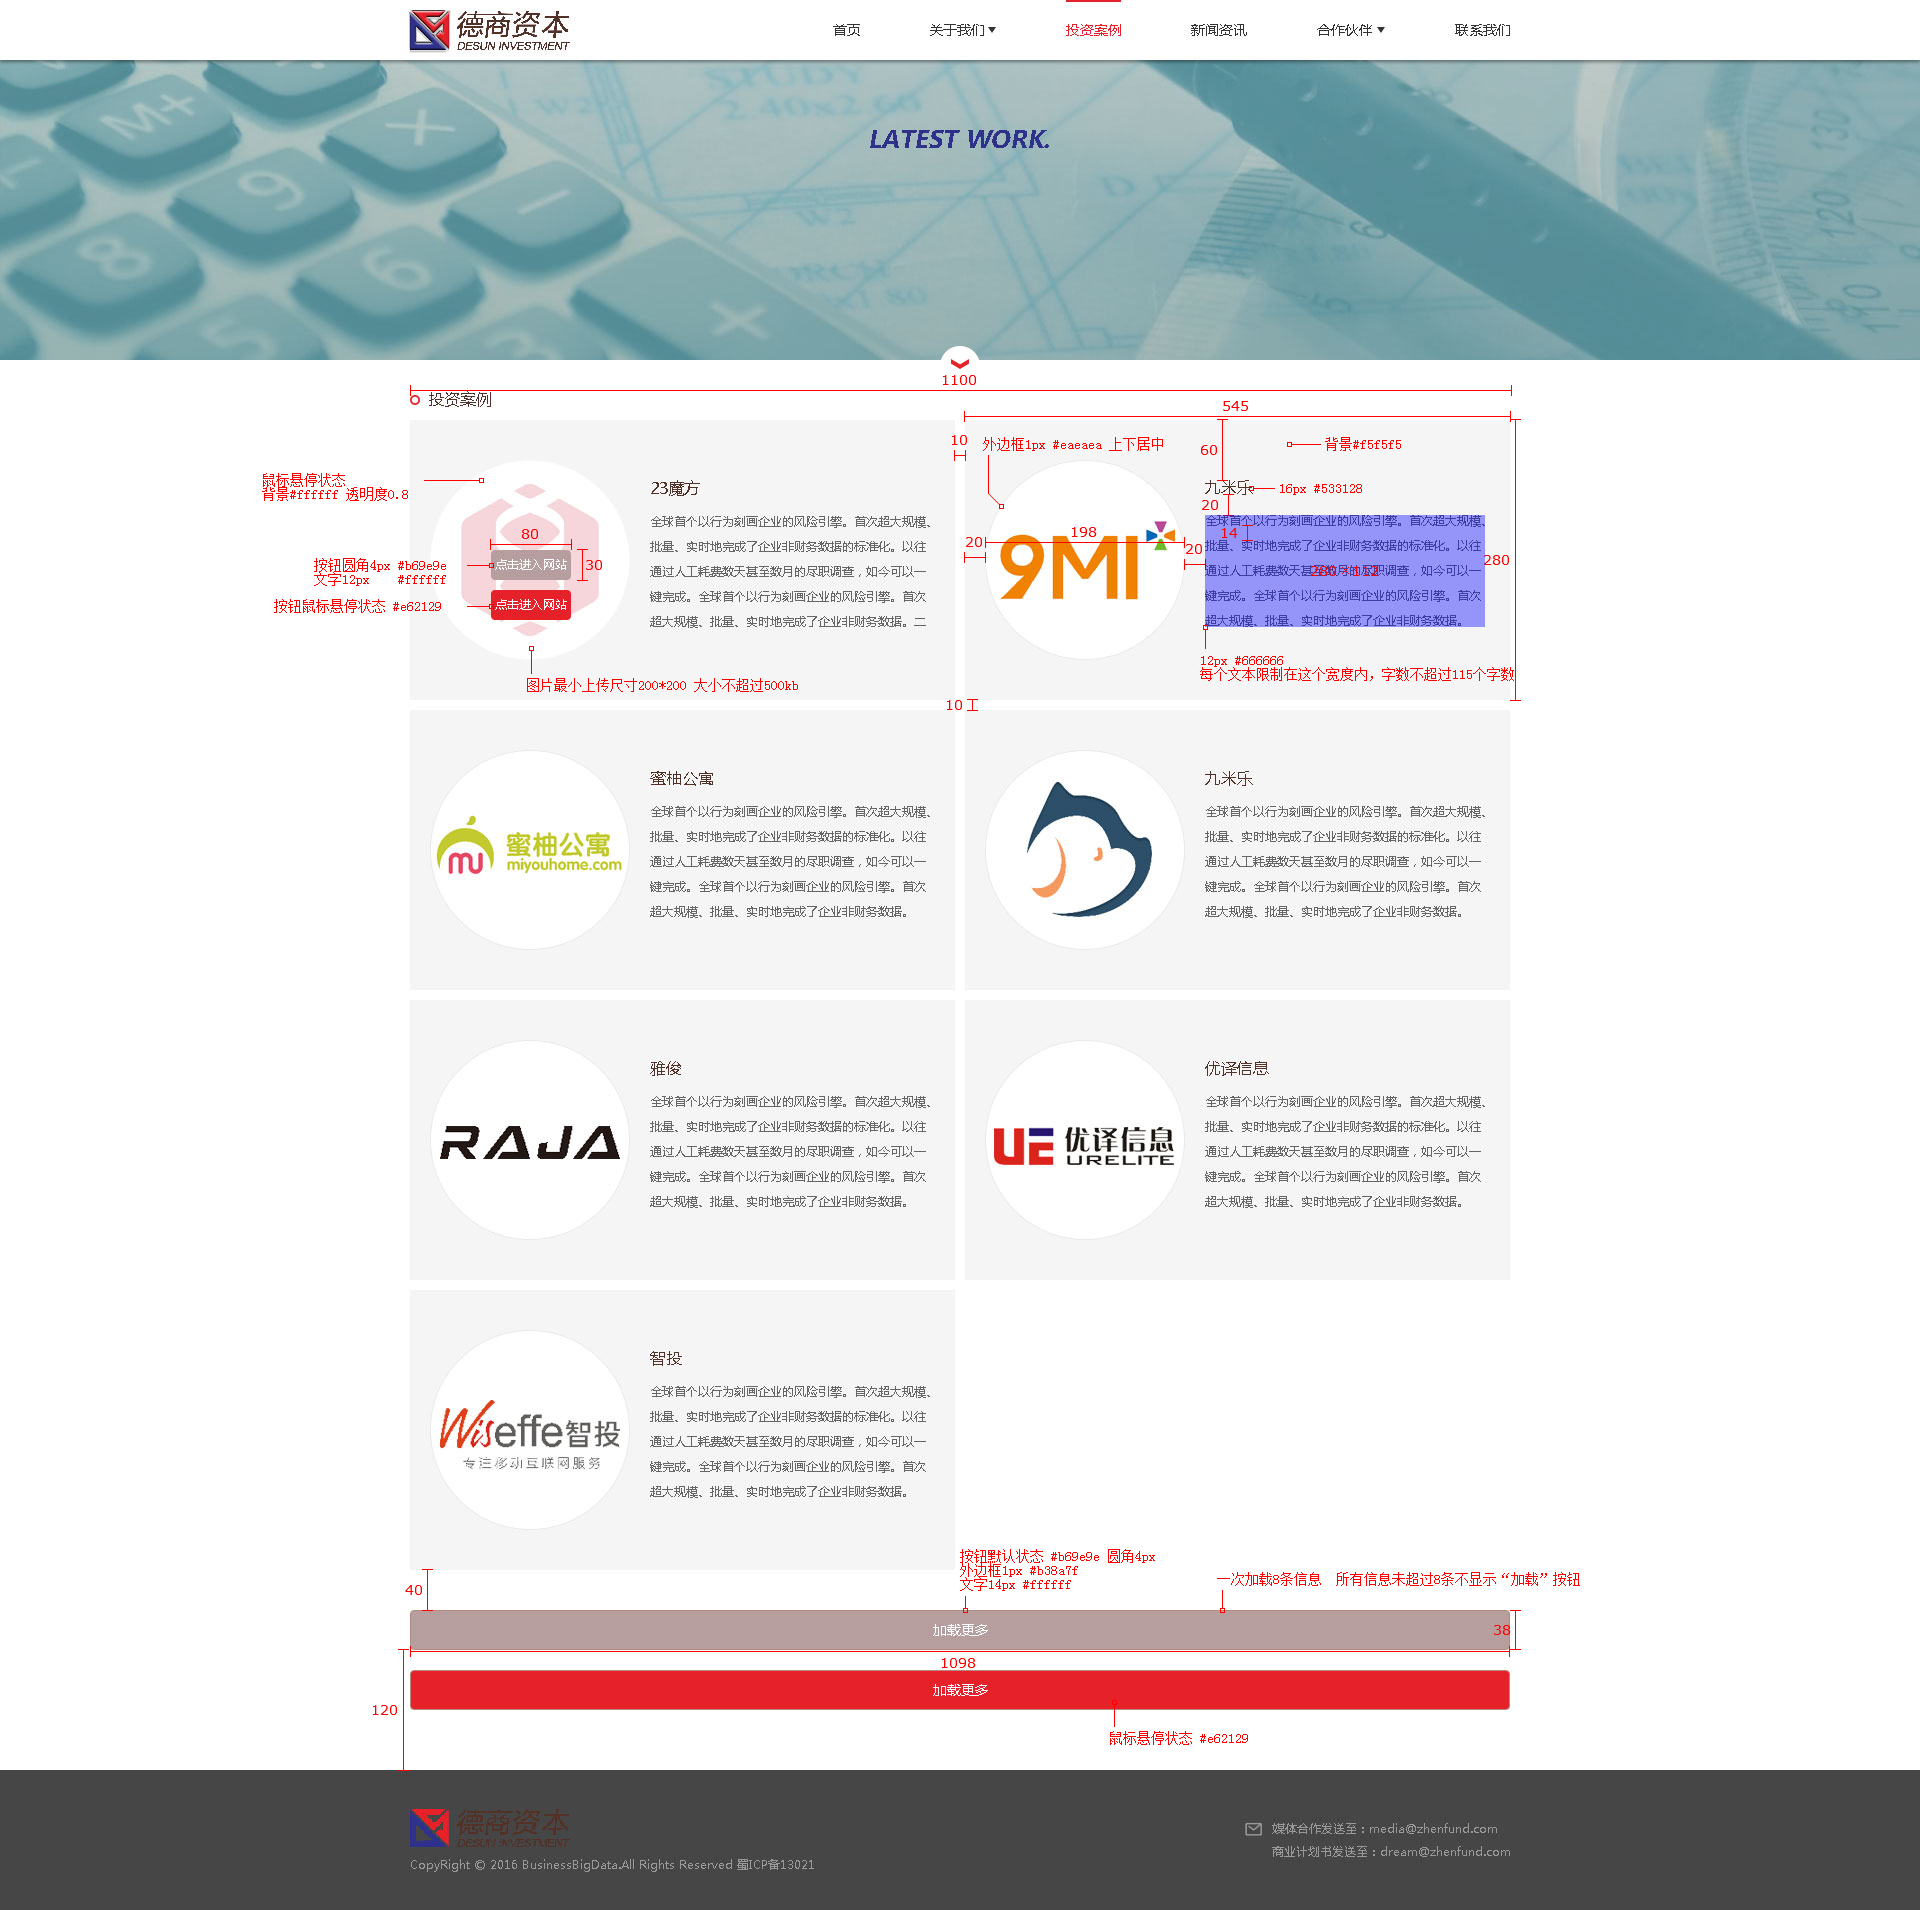 德商资本
DESUN INVESTMENT
首页 关于我们 投资案例 新闻资讯 合作伙伴 联系我们
LATEST WORK.
1100
投资案例
545
10
外边框1px #eaeaea 上下居中
60
背景#f5f5f5
鼠标悬停状态
背景#ffffff 透明度0.8
80
30
点击进入网站
点击进入网站
按钮圆角4px #b69e9e
文字12px #ffffff
按钮鼠标悬停状态 #e62129
图片最小上传尺寸200*200 大小不超过500kb
23魔方
全球首个以行为刻画企业的风险引擎。首次超大规模、
批量、实时地完成了企业非财务数据的标准化。以往
通过人工耗费数天甚至数月的尽职调查，如今可以一
键完成。全球首个以行为刻画企业的风险引擎。首次
超大规模、批量、实时地完成了企业非财务数据。二
20
198
20
9MI
九米乐
16px #533128
20
14
280
全球首个以行为刻画企业的风险引擎。首次超大规模、
批量、实时地完成了企业非财务数据的标准化。以往
通过人工耗费数天甚至数月的尽职调查，如今可以一
键完成。全球首个以行为刻画企业的风险引擎。首次
超大规模、批量、实时地完成了企业非财务数据。
280 112
12px #666666
每个文本限制在这个宽度内，字数不超过115个字数
10
mu 蜜柚公寓
miyouhome.com
蜜柚公寓
全球首个以行为刻画企业的风险引擎。首次超大规模、
批量、实时地完成了企业非财务数据的标准化。以往
通过人工耗费数天甚至数月的尽职调查，如今可以一
键完成。全球首个以行为刻画企业的风险引擎。首次
超大规模、批量、实时地完成了企业非财务数据。
九米乐
全球首个以行为刻画企业的风险引擎。首次超大规模、
批量、实时地完成了企业非财务数据的标准化。以往
通过人工耗费数天甚至数月的尽职调查，如今可以一
键完成。全球首个以行为刻画企业的风险引擎。首次
超大规模、批量、实时地完成了企业非财务数据。
RAJA
雅俊
全球首个以行为刻画企业的风险引擎。首次超大规模、
批量、实时地完成了企业非财务数据的标准化。以往
通过人工耗费数天甚至数月的尽职调查，如今可以一
键完成。全球首个以行为刻画企业的风险引擎。首次
超大规模、批量、实时地完成了企业非财务数据。
UE 优译信息
URELITE
优译信息
全球首个以行为刻画企业的风险引擎。首次超大规模、
批量、实时地完成了企业非财务数据的标准化。以往
通过人工耗费数天甚至数月的尽职调查，如今可以一
键完成。全球首个以行为刻画企业的风险引擎。首次
超大规模、批量、实时地完成了企业非财务数据。
Wiseffe智投
专注移动互联网服务
智投
全球首个以行为刻画企业的风险引擎。首次超大规模、
批量、实时地完成了企业非财务数据的标准化。以往
通过人工耗费数天甚至数月的尽职调查，如今可以一
键完成。全球首个以行为刻画企业的风险引擎。首次
超大规模、批量、实时地完成了企业非财务数据。
按钮默认状态 #b69e9e 圆角4px
外边框1px #b38a7f
文字14px #ffffff
一次加载8条信息 所有信息未超过8条不显示“加载”按钮
40
加载更多
38
1098
加载更多
120
鼠标悬停状态 #e62129
德商资本
DESUN INVESTMENT
CopyRight © 2016 BusinessBigData.All Rights Reserved 蜀ICP备13021
媒体合作发送至：media@zhenfund.com
商业计划书发送至：dream@zhenfund.com